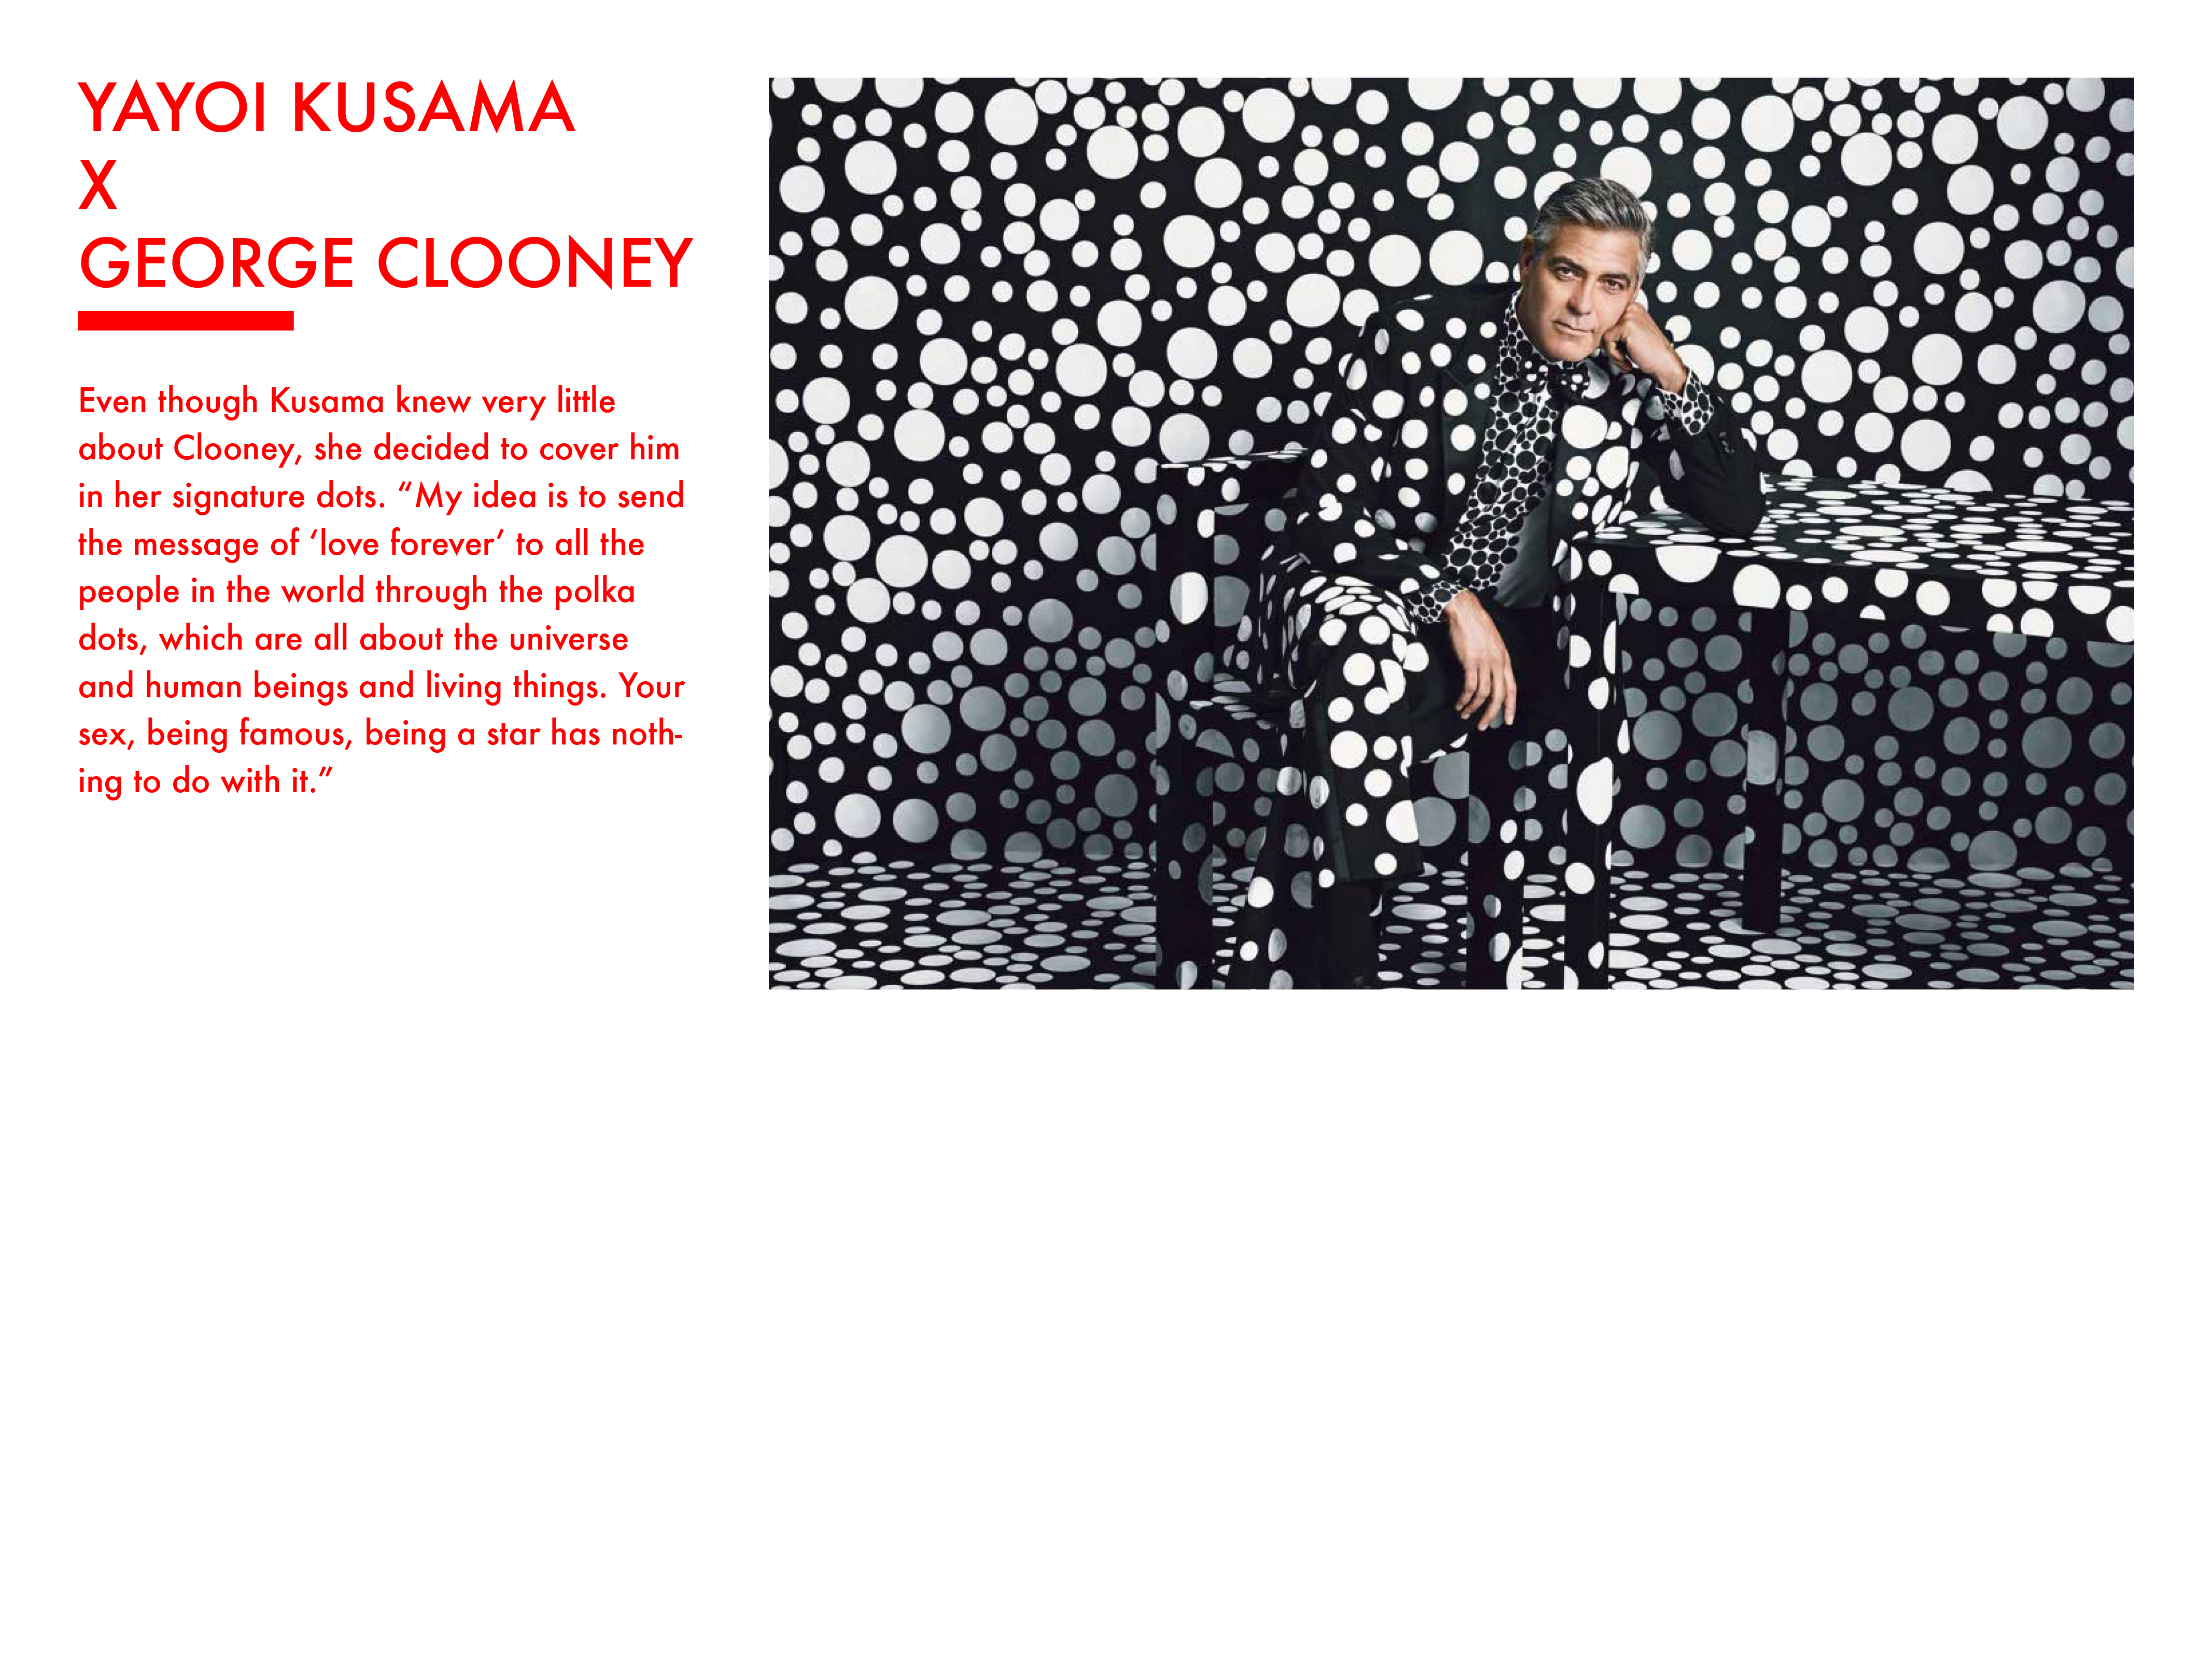 YAYOI KUSAMA
X
GEORGE CLOONEY
Even though Kusama knew very little
about Clooney, she decided to cover him
in her signature dots. “My idea is to send
the message of ‘love forever’ to all the
people in the world through the polka
dots, which are all about the universe
and human beings and living things. Your
sex, being famous, being a star has noth-
ing to do with it.”